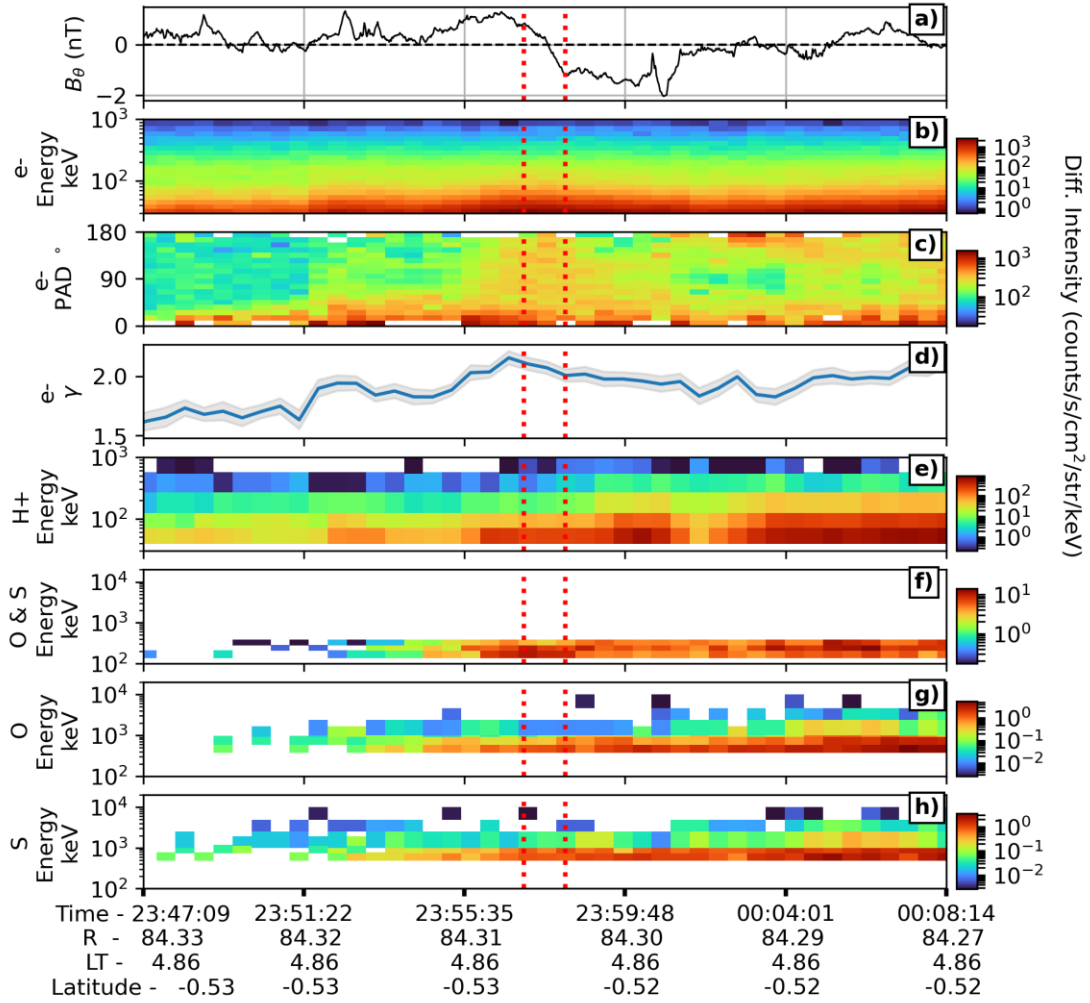 a)
B_θ (nT)
0
−2
b)
e-
Energy
keV
10^3
10^2
10^3
10^2
10^1
10^0
c)
e-
PAD °
180
90
0
10^3
10^2
d)
e-
γ
2.0
1.5
e)
H+
Energy
keV
10^3
10^2
10^2
10^1
10^0
f)
O & S
Energy
keV
10^4
10^3
10^2
10^1
10^0
g)
O
Energy
keV
10^4
10^3
10^2
10^0
10^-1
10^-2
h)
S
Energy
keV
10^4
10^3
10^2
10^0
10^-1
10^-2
Diff. Intensity (counts/s/cm^2/str/keV)
Time - 23:47:09 23:51:22 23:55:35 23:59:48 00:04:01 00:08:14
R - 84.33 84.32 84.31 84.30 84.29 84.27
LT - 4.86 4.86 4.86 4.86 4.86 4.86
Latitude - -0.53 -0.53 -0.53 -0.52 -0.52 -0.52